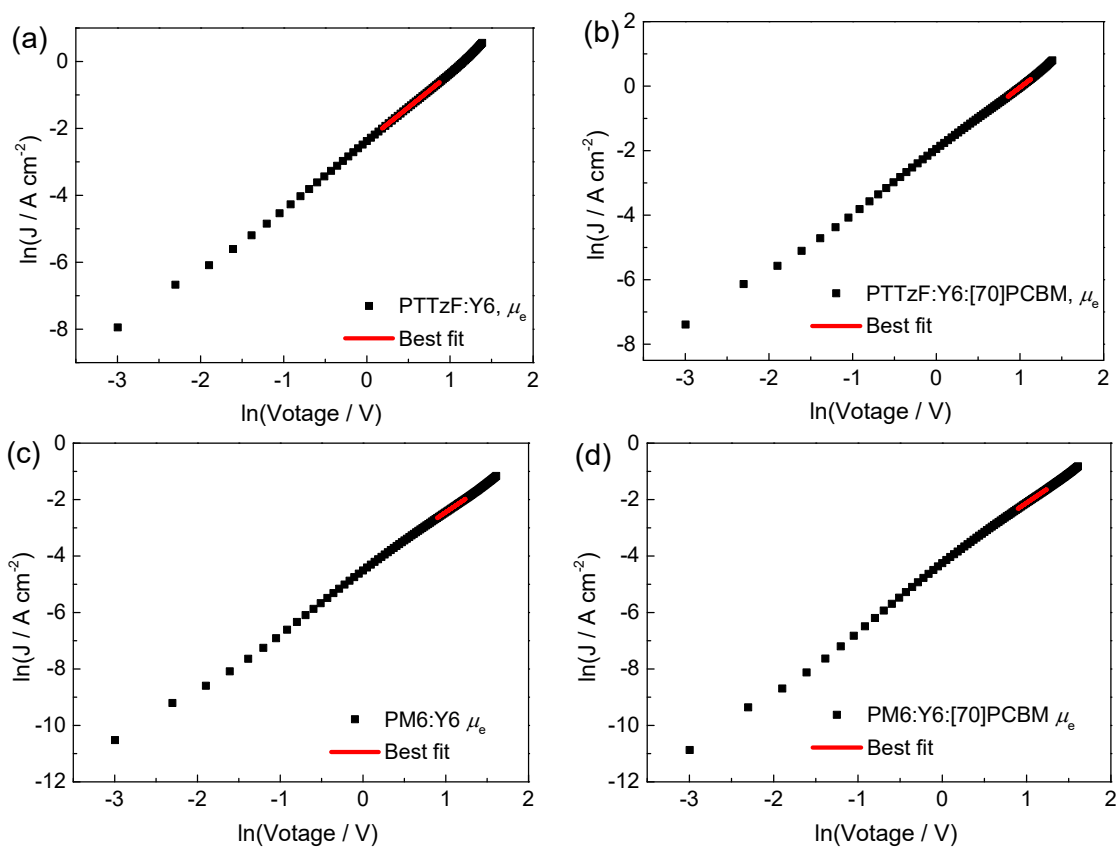 (a)
ln(J / A cm⁻²)
0
-2
-4
-6
-8
PTTzF:Y6, μₑ
Best fit
-3 -2 -1 0 1 2
ln(Votage / V)
(b)
ln(J / A cm⁻²)
2
0
-2
-4
-6
-8
PTTzF:Y6:[70]PCBM, μₑ
Best fit
-3 -2 -1 0 1 2
ln(Votage / V)
(c)
ln(J / A cm⁻²)
0
-2
-4
-6
-8
-10
-12
PM6:Y6 μₑ
Best fit
-3 -2 -1 0 1 2
ln(Votage / V)
(d)
ln(J / A cm⁻²)
0
-2
-4
-6
-8
-10
-12
PM6:Y6:[70]PCBM μₑ
Best fit
-3 -2 -1 0 1 2
ln(Votage / V)